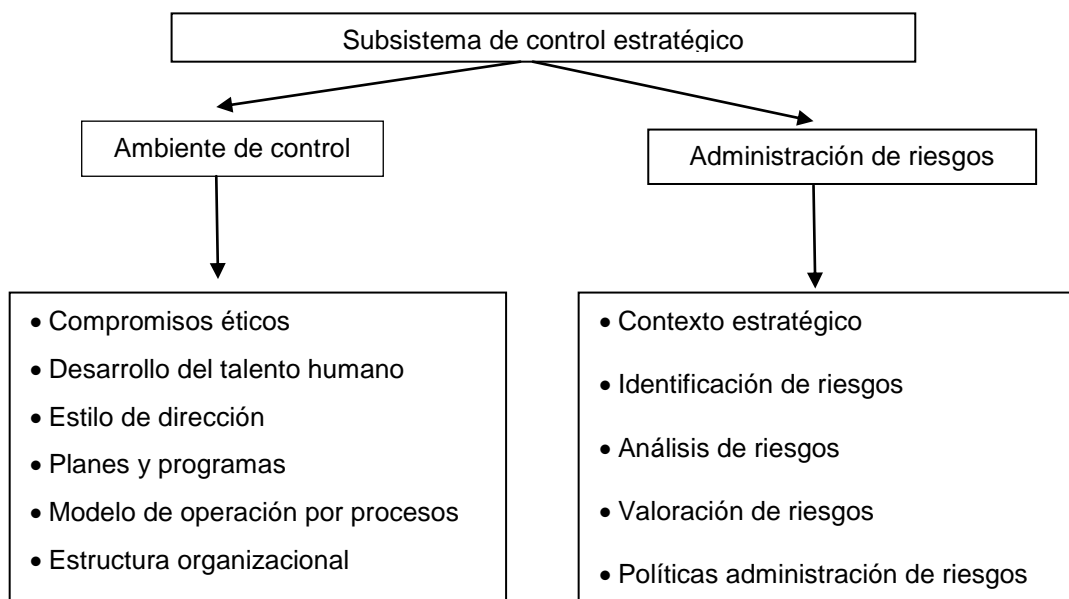 Subsistema de control estratégico
Ambiente de control
Administración de riesgos
• Compromisos éticos
• Desarrollo del talento humano
• Estilo de dirección
• Planes y programas
• Modelo de operación por procesos
• Estructura organizacional
• Contexto estratégico
• Identificación de riesgos
• Análisis de riesgos
• Valoración de riesgos
• Políticas administración de riesgos